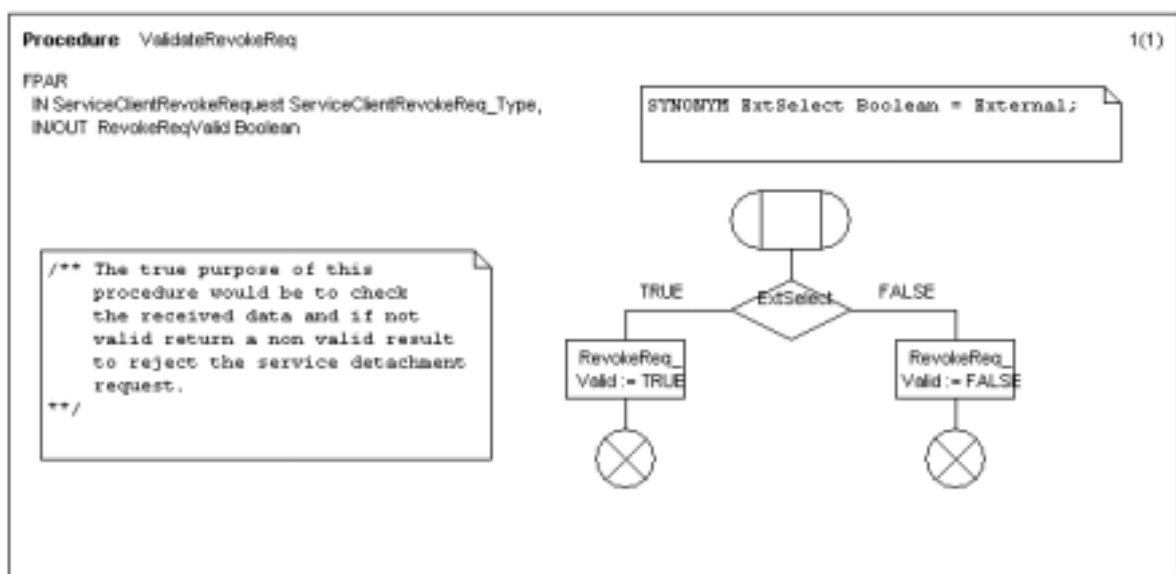 Procedure ValidateRevokeReq 1(1)
FPAR
IN ServiceClientRevokeRequest ServiceClientRevokeReq_Type,
IN/OUT RevokeReqValid Boolean
SYNONYM ExtSelect Boolean = External;
/** The true purpose of this
procedure would be to check
the received data and if not
valid return a non valid result
to reject the service detachment
request.
**/
TRUE
ExtSelect
FALSE
RevokeReq_
Valid := TRUE
RevokeReq_
Valid := FALSE